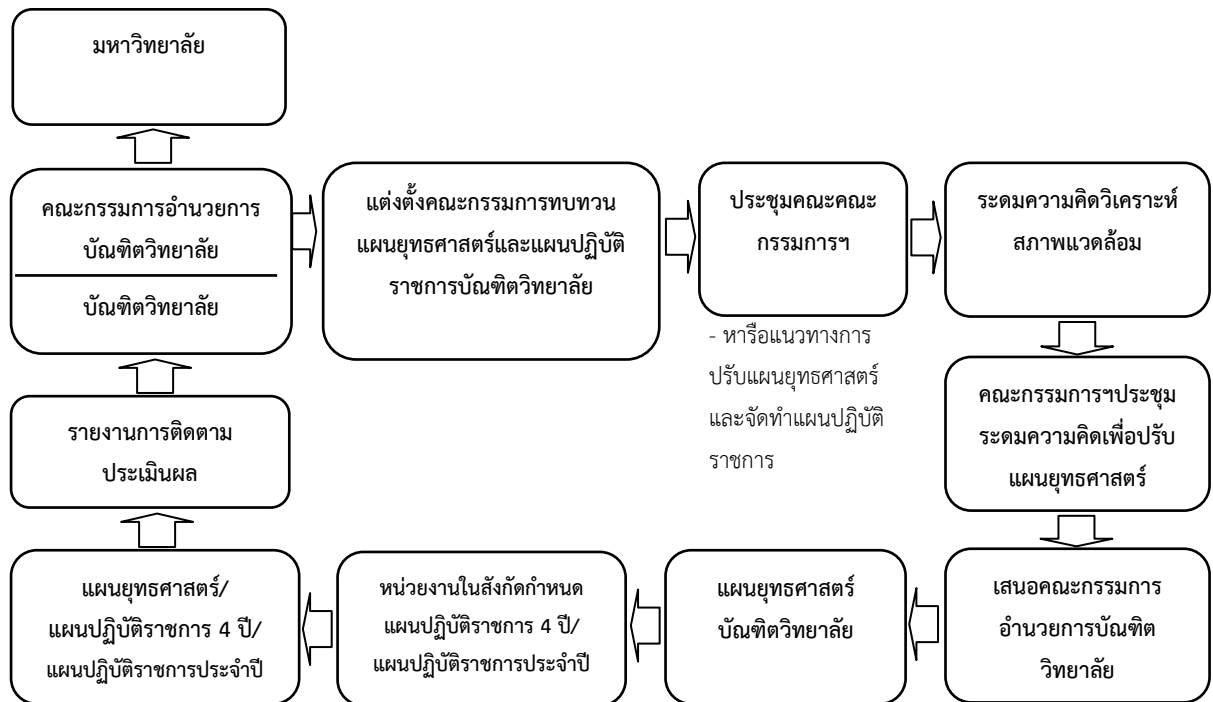 มหาวิทยาลัย
คณะกรรมการอำนวยการ
บัณฑิตวิทยาลัย
บัณฑิตวิทยาลัย
แต่งตั้งคณะกรรมการทบทวน
แผนยุทธศาสตร์และแผนปฏิบัติ
ราชการบัณฑิตวิทยาลัย
ประชุมคณะคณะ
กรรมการฯ
- หารือแนวทางการ
ปรับแผนยุทธศาสตร์
และจัดทำแผนปฏิบัติ
ราชการ
ระดมความคิดวิเคราะห์
สภาพแวดล้อม
คณะกรรมการฯประชุม
ระดมความคิดเพื่อปรับ
แผนยุทธศาสตร์
เสนอคณะกรรมการ
อำนวยการบัณฑิต
วิทยาลัย
แผนยุทธศาสตร์
บัณฑิตวิทยาลัย
หน่วยงานในสังกัดกำหนด
แผนปฏิบัติราชการ 4 ปี/
แผนปฏิบัติราชการประจำปี
แผนยุทธศาสตร์/
แผนปฏิบัติราชการ 4 ปี/
แผนปฏิบัติราชการประจำปี
รายงานการติดตาม
ประเมินผล